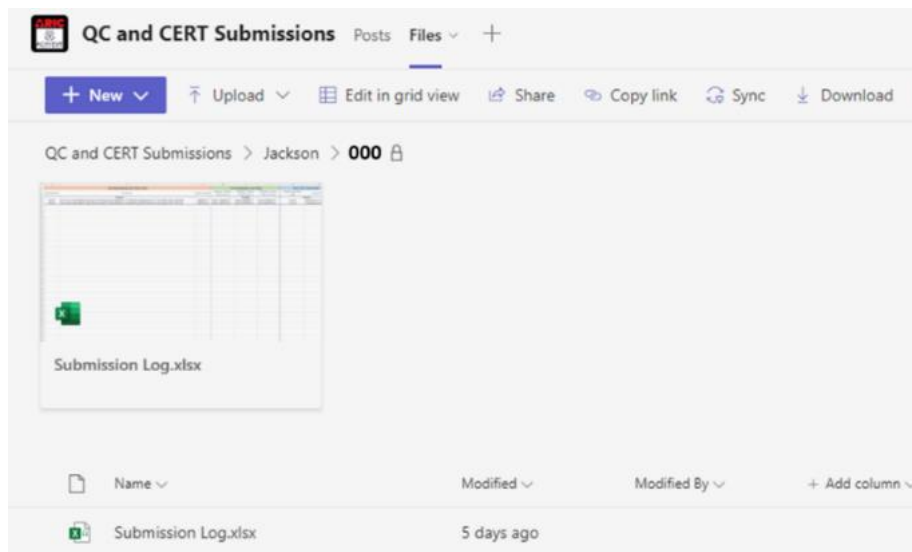 QC and CERT Submissions Posts Files
New Upload Edit in grid view Share Copy link Sync Download
QC and CERT Submissions > Jackson > 000
Submission Log.xlsx
Name Modified Modified By + Add column
Submission Log.xlsx 5 days ago